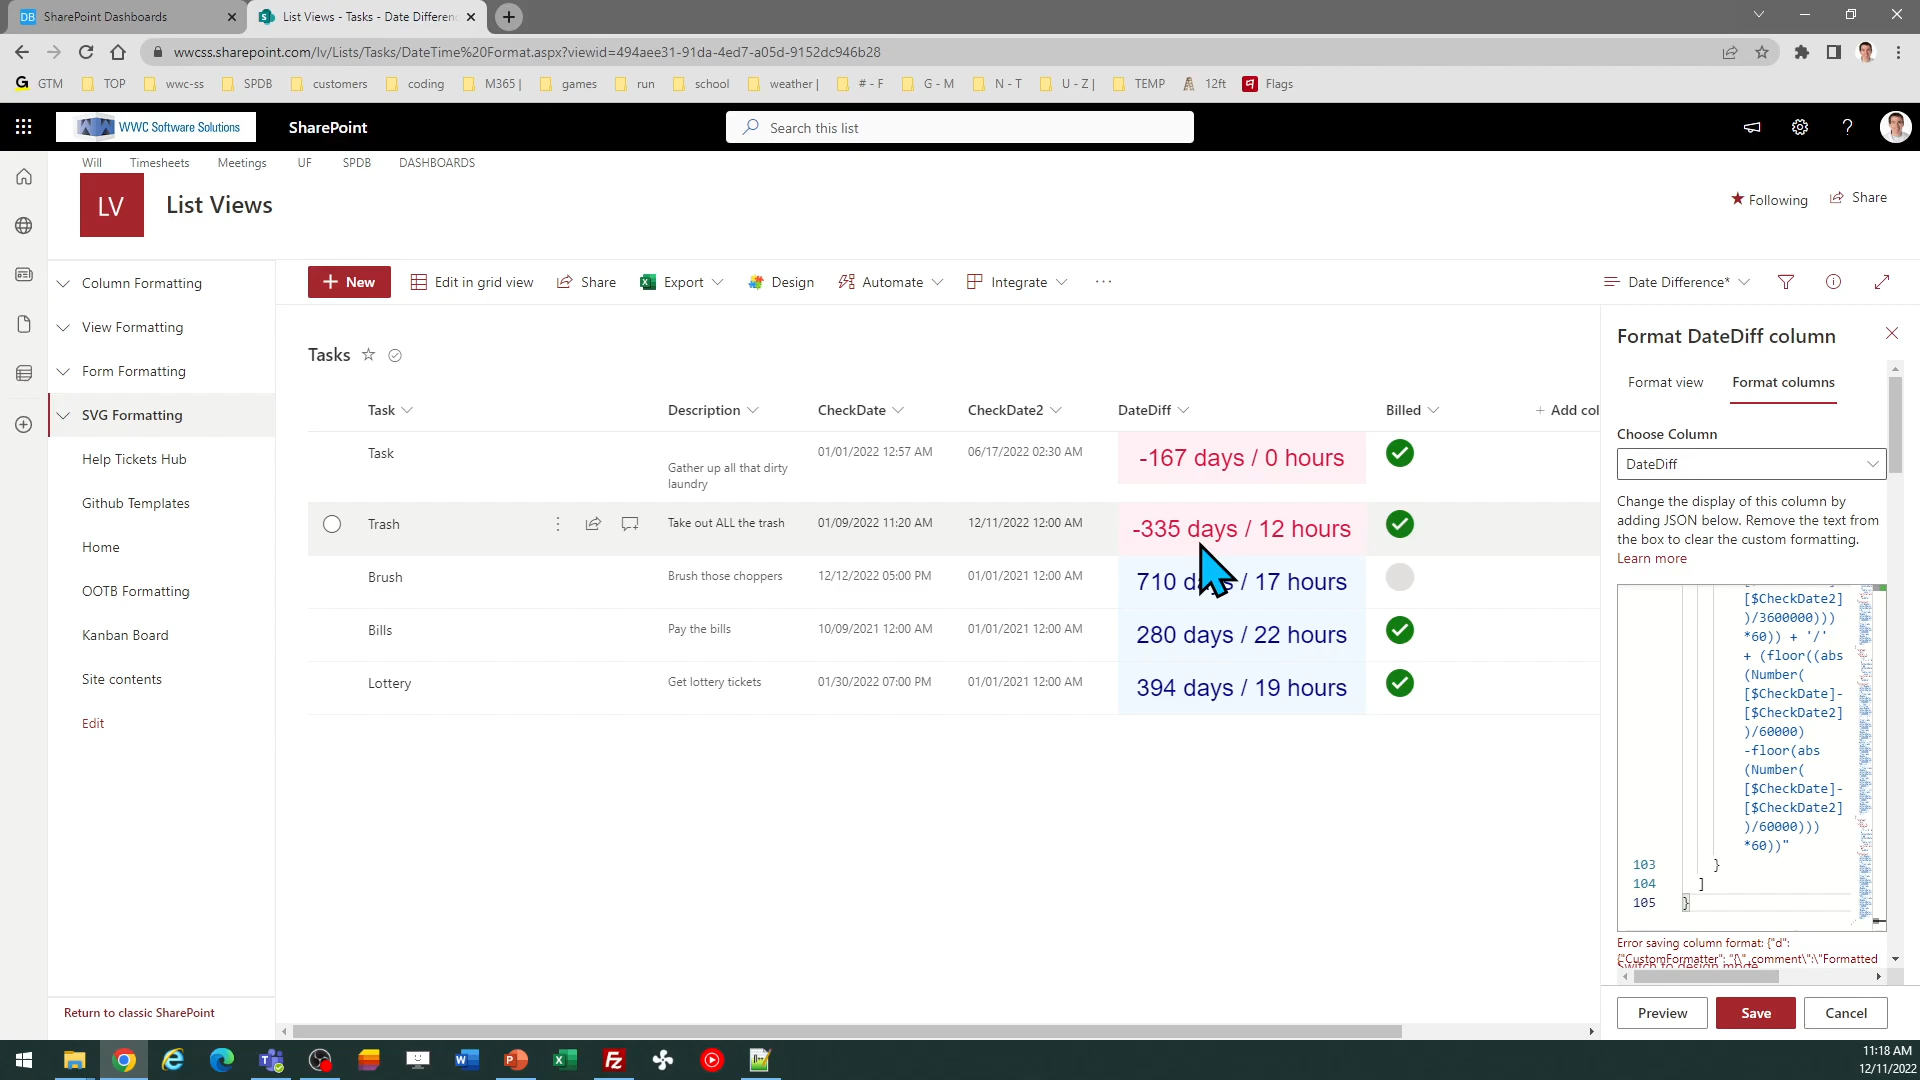 SharePoint Dashboards
List Views - Tasks - Date Differenc
wwcss.sharepoint.com/lv/Lists/Tasks/DateTime%20Format.aspx?viewid=494aee31-91da-4ed7-a05d-9152dc946b28
GTM TOP wwc-ss SPDB customers coding M365 | games run school weather | # - F G - M N - T U - Z | TEMP 12ft Flags
WWC Software Solutions
SharePoint
Search this list
Will Timesheets Meetings UF SPDB DASHBOARDS
LV
List Views
Following
Share
Column Formatting
View Formatting
Form Formatting
SVG Formatting
Help Tickets Hub
Github Templates
Home
OOTB Formatting
Kanban Board
Site contents
Edit
Return to classic SharePoint
New Edit in grid view Share Export Design Automate Integrate ···
Date Difference*
Tasks
Task Description CheckDate CheckDate2 DateDiff Billed + Add col
Task 01/01/2022 12:57 AM 06/17/2022 02:30 AM -167 days / 0 hours
Gather up all that dirty
laundry
Trash Take out ALL the trash 01/09/2022 11:20 AM 12/11/2022 12:00 AM -335 days / 12 hours
Brush Brush those choppers 12/12/2022 05:00 PM 01/01/2021 12:00 AM 710 days / 17 hours
Bills Pay the bills 10/09/2021 12:00 AM 01/01/2021 12:00 AM 280 days / 22 hours
Lottery Get lottery tickets 01/30/2022 07:00 PM 01/01/2021 12:00 AM 394 days / 19 hours
Format DateDiff column
Format view Format columns
Choose Column
DateDiff
Change the display of this column by
adding JSON below. Remove the text from
the box to clear the custom formatting.
Learn more
[$CheckDate2]
)/3600000)))
*60)) + '/'
+ (floor((abs
(Number(
[$CheckDate]-
[$CheckDate2]
)/60000)
-floor(abs
(Number(
[$CheckDate]-
[$CheckDate2]
)/60000)))
*60))"
103 }
104 ]
105 }
Error saving column format: {"d":
{"CustomFormatter": "{\" comment\":\"Formatted
Switch to design mode
Preview Save Cancel
11:18 AM
12/11/2022